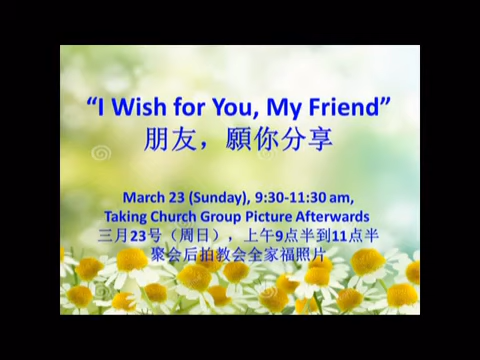 “I Wish for You, My Friend”
朋友，願你分享
March 23 (Sunday), 9:30-11:30 am,
Taking Church Group Picture Afterwards
三月23号（周日），上午9点半到11点半
聚会后拍教会全家福照片